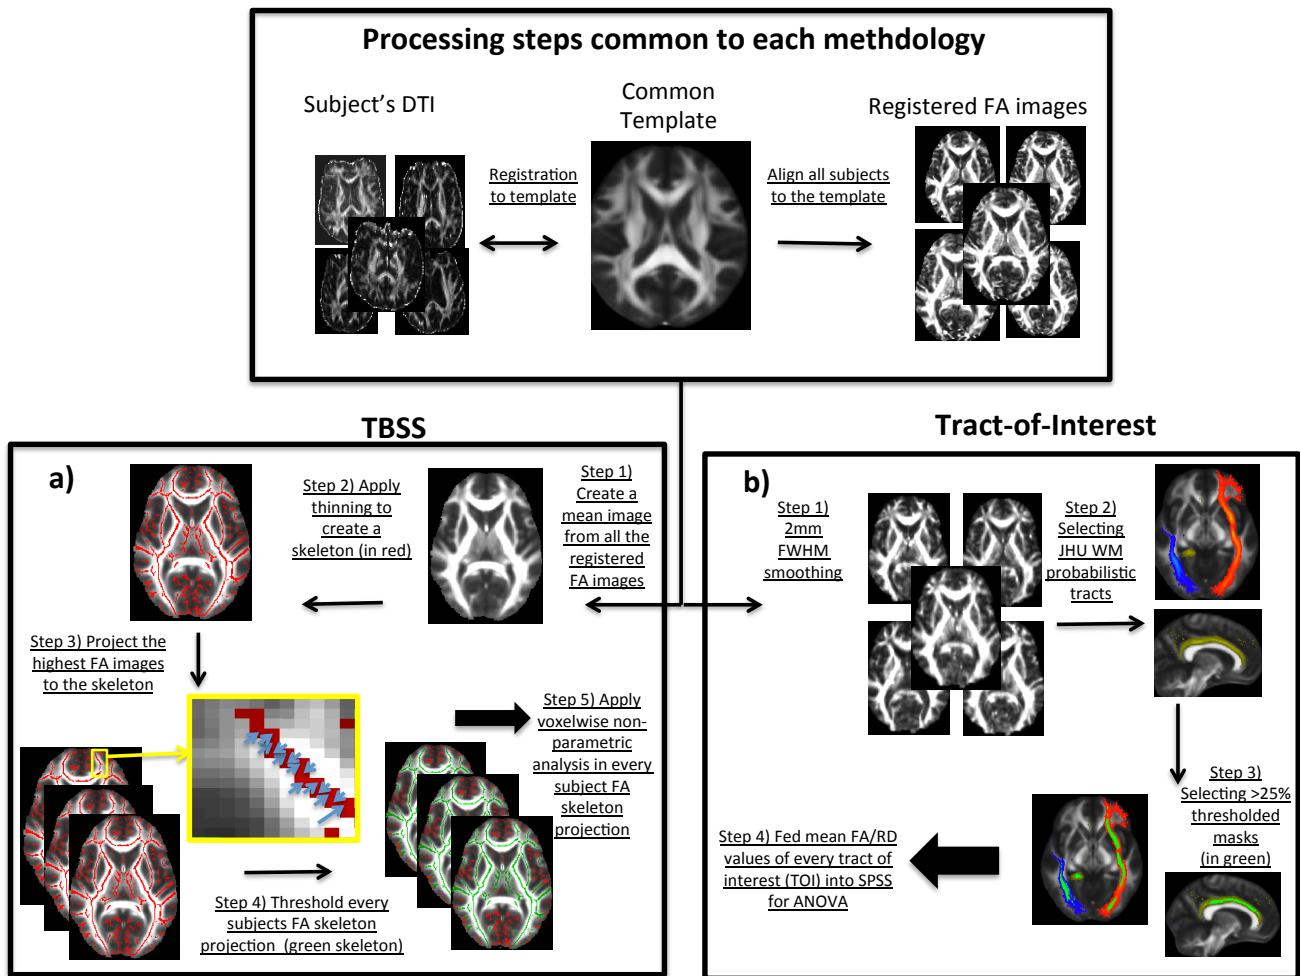 Processing steps common to each methdology
Subject's DTI
Common
Template
Registered FA images
Registration
to template
Align all subjects
to the template
TBSS
a)
Step 1)
Create a
mean image
from all the
registered
FA images
Step 2) Apply
thinning to
create a
skeleton (in red)
Step 3) Project the
highest FA images
to the skeleton
Step 4) Threshold every
subjects FA skeleton
projection (green skeleton)
Step 5) Apply
voxelwise non-
parametric
analysis in every
subject FA
skeleton
projection
Tract-of-Interest
b)
Step 1)
2mm
FWHM
smoothing
Step 2)
Selecting
JHU WM
probabilistic
tracts
Step 3)
Selecting >25%
thresholded
masks
(in green)
Step 4) Fed mean FA/RD
values of every tract of
interest (TOI) into SPSS
for ANOVA